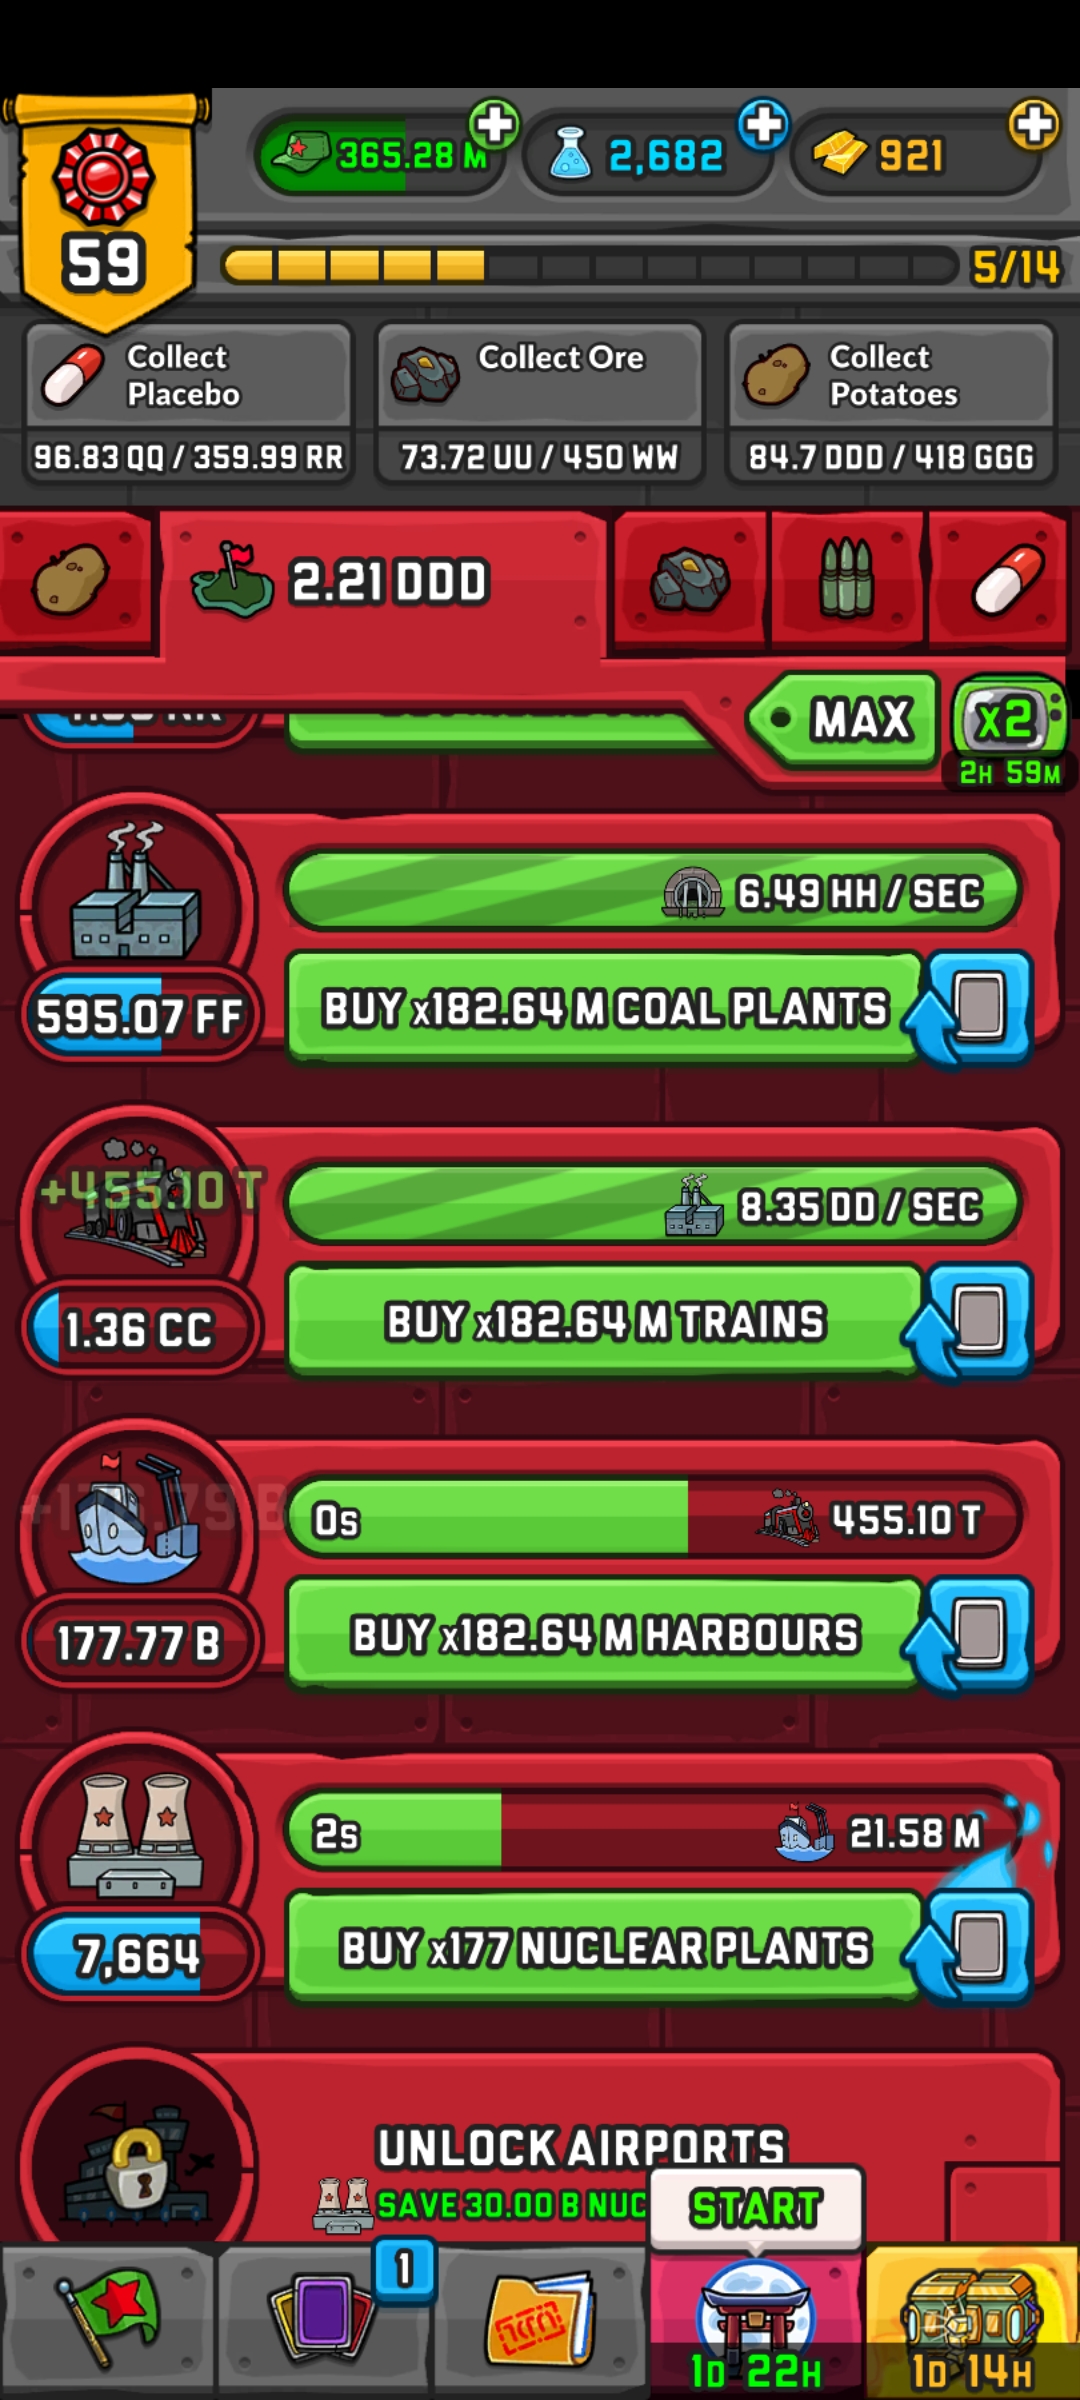 365.28 M
2,682
921
59
5/14
Collect
Placebo
96.83 QQ / 359.99 RR
Collect Ore
73.72 UU / 450 WW
Collect
Potatoes
84.7 DDD / 418 GGG
2.21 DDD
MAX
x2
2H 59M
6.49 HH / SEC
595.07 FF
BUY x182.64 M COAL PLANTS
+455.10 T
8.35 DD / SEC
1.36 CC
BUY x182.64 M TRAINS
0s
455.10 T
177.77 B
BUY x182.64 M HARBOURS
2s
21.58 M
7,664
BUY x177 NUCLEAR PLANTS
UNLOCK AIRPORTS
SAVE 30.00 B NUC
START
1
1D 22H
1D 14H